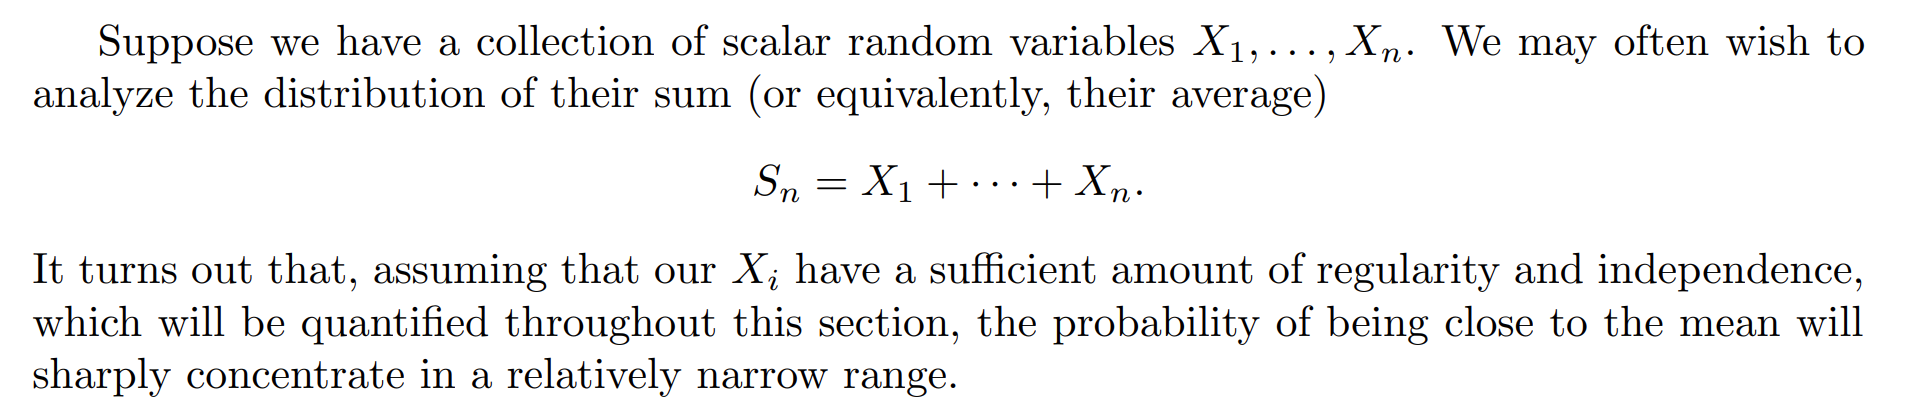 Suppose we have a collection of scalar random variables X₁, . . . , Xₙ. We may often wish to
analyze the distribution of their sum (or equivalently, their average)
Sₙ = X₁ + · · · + Xₙ.
It turns out that, assuming that our Xᵢ have a sufficient amount of regularity and independence,
which will be quantified throughout this section, the probability of being close to the mean will
sharply concentrate in a relatively narrow range.